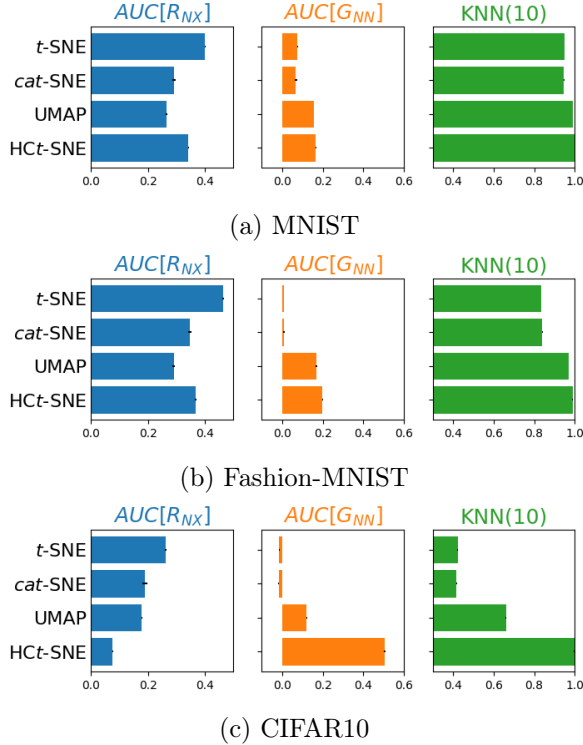 AUC[R_NX] AUC[G_NN] KNN(10)
t-SNE
cat-SNE
UMAP
HCt-SNE
0.0 0.2 0.4 0.0 0.2 0.4 0.6 0.4 0.6 0.8 1.0
(a) MNIST
AUC[R_NX] AUC[G_NN] KNN(10)
t-SNE
cat-SNE
UMAP
HCt-SNE
0.0 0.2 0.4 0.0 0.2 0.4 0.6 0.4 0.6 0.8 1.0
(b) Fashion-MNIST
AUC[R_NX] AUC[G_NN] KNN(10)
t-SNE
cat-SNE
UMAP
HCt-SNE
0.0 0.2 0.4 0.0 0.2 0.4 0.6 0.4 0.6 0.8 1.0
(c) CIFAR10